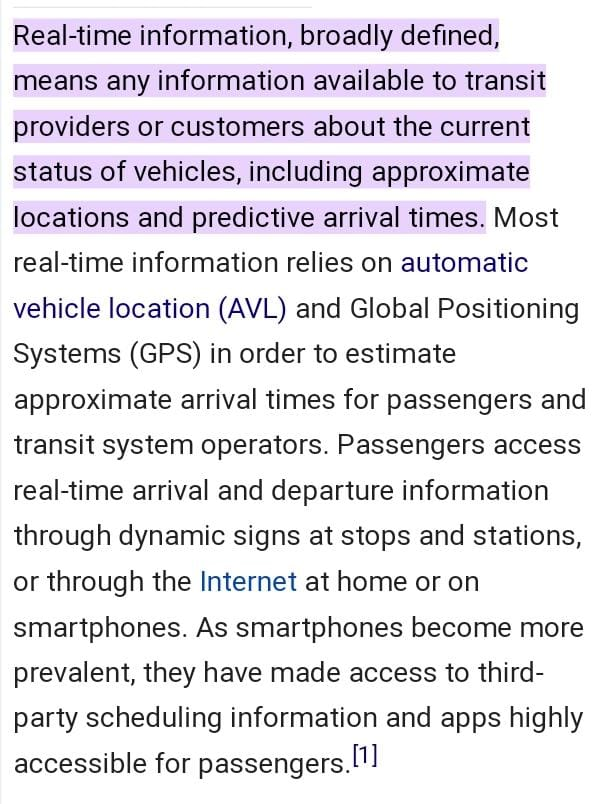 Real-time information, broadly defined,
means any information available to transit
providers or customers about the current
status of vehicles, including approximate
locations and predictive arrival times. Most
real-time information relies on automatic
vehicle location (AVL) and Global Positioning
Systems (GPS) in order to estimate
approximate arrival times for passengers and
transit system operators. Passengers access
real-time arrival and departure information
through dynamic signs at stops and stations,
or through the Internet at home or on
smartphones. As smartphones become more
prevalent, they have made access to third-
party scheduling information and apps highly
accessible for passengers.[1]